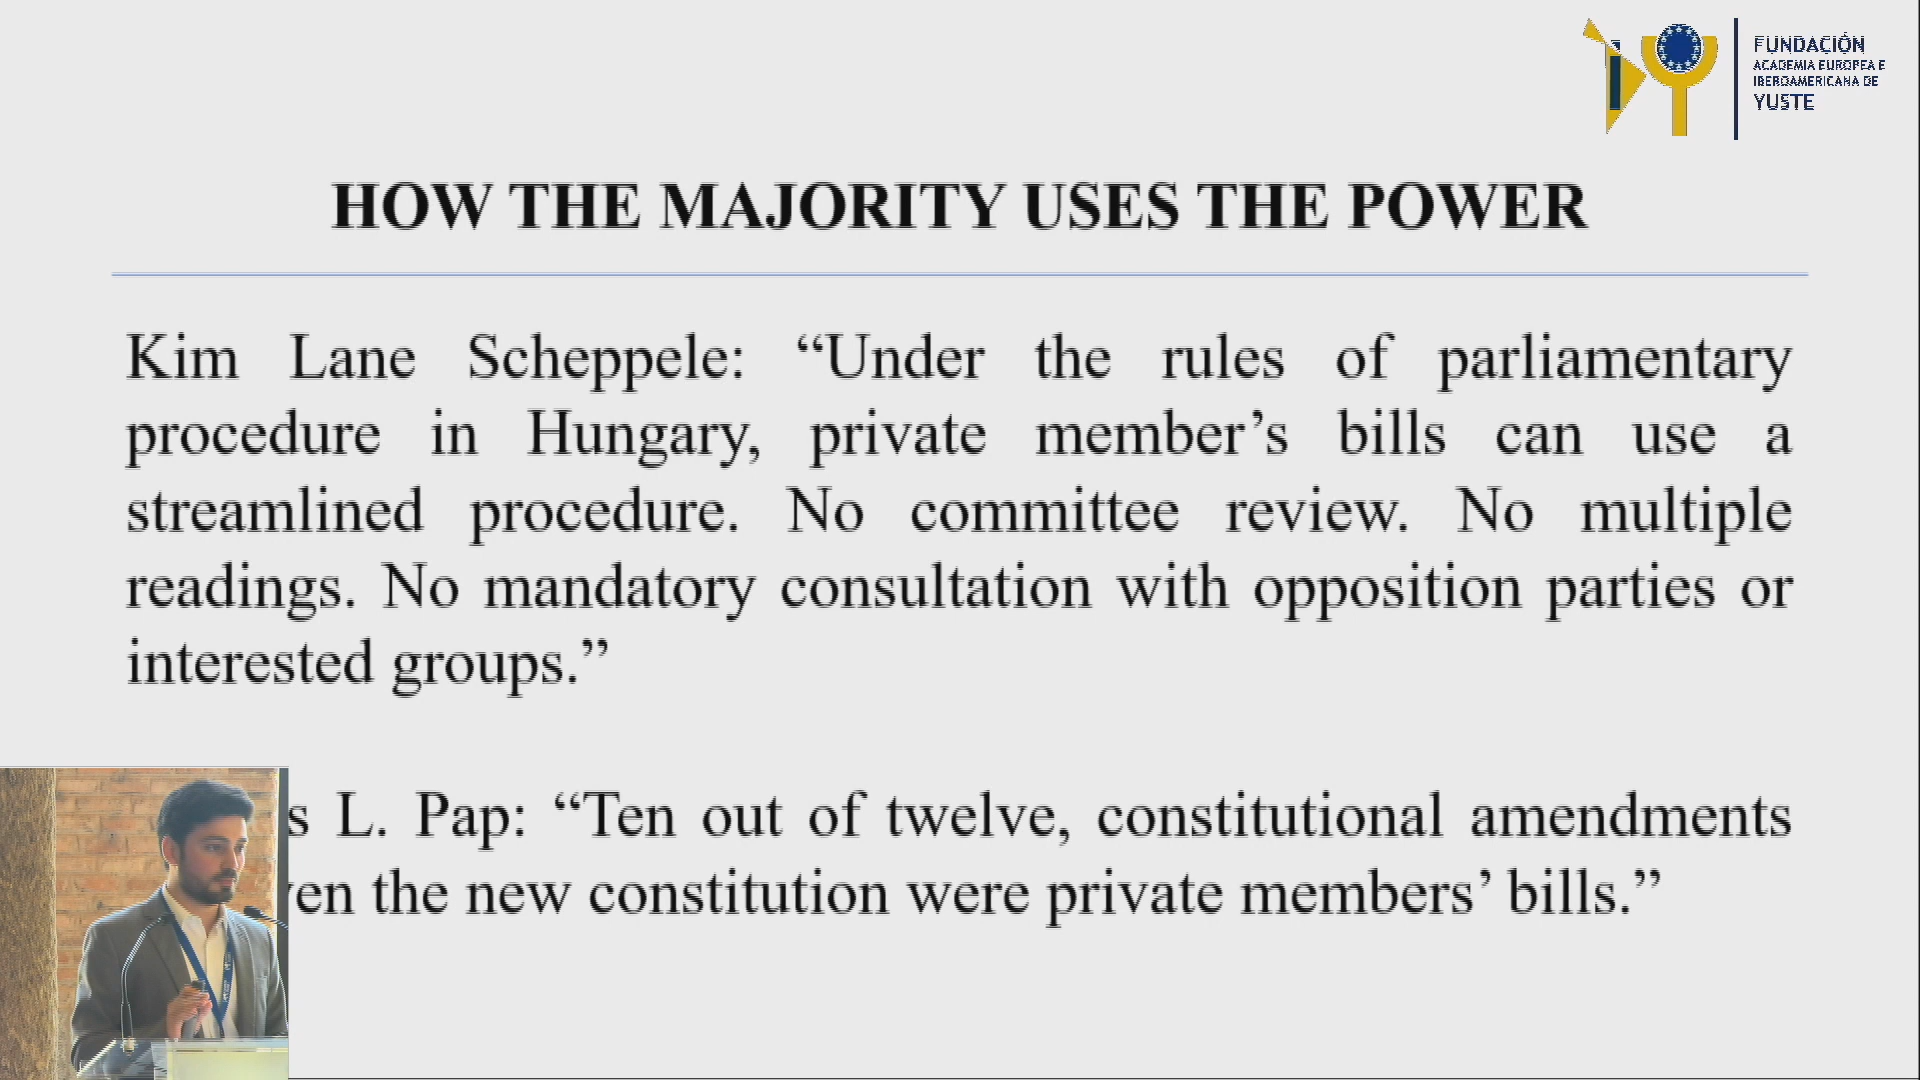 FUNDACIÓN
ACADEMIA EUROPEA E
IBEROAMERICANA DE
YUSTE
HOW THE MAJORITY USES THE POWER
Kim Lane Scheppele: “Under the rules of parliamentary
procedure in Hungary, private member’s bills can use a
streamlined procedure. No committee review. No multiple
readings. No mandatory consultation with opposition parties or
interested groups.”
L. Pap: “Ten out of twelve, constitutional amendments
the new constitution were private members’ bills.”